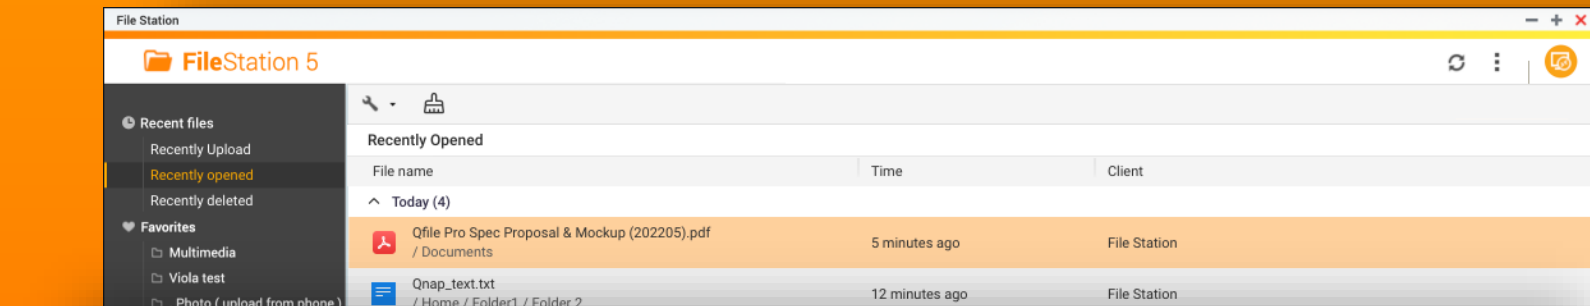 File Station
FileStation 5
Recent files
Recently Upload
Recently opened
Recently deleted
Favorites
Multimedia
Viola test
Photo ( upload from phone )
Recently Opened
File name Time Client
Today (4)
Qfile Pro Spec Proposal & Mockup (202205).pdf
/ Documents
5 minutes ago File Station
Qnap_text.txt
/ Home / Folder1 / Folder 2
12 minutes ago File Station